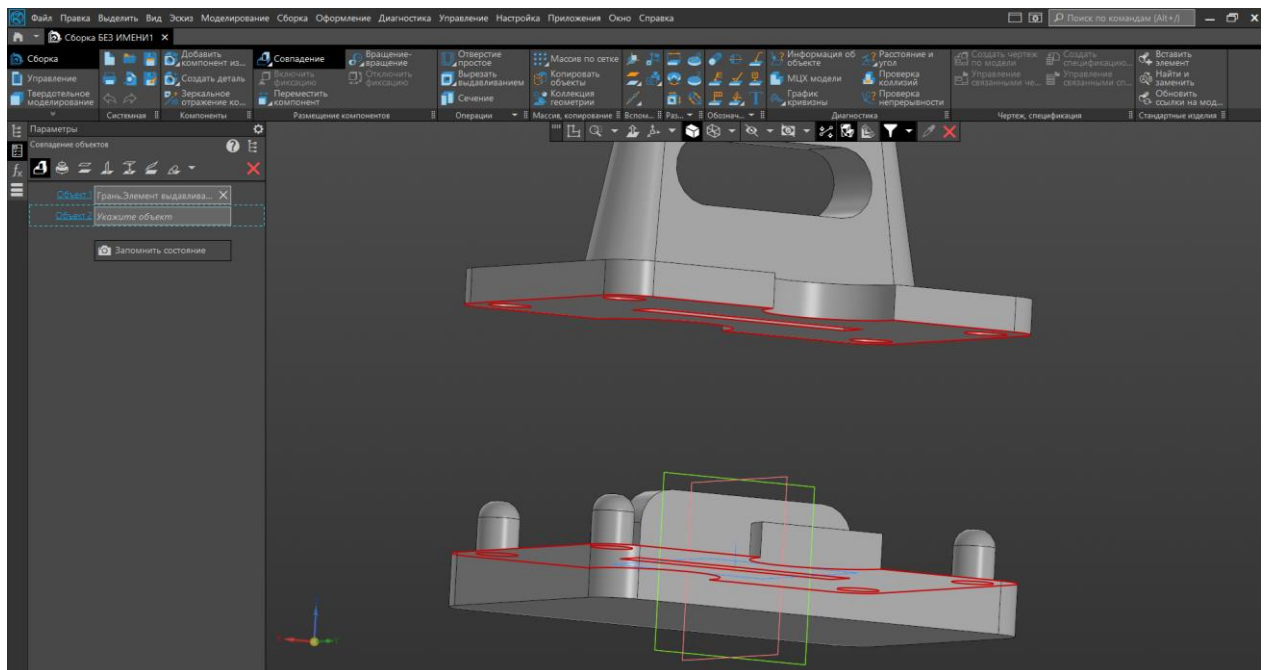 Файл Правка Выделить Вид Эскиз Моделирование Сборка Оформление Диагностика Управление Настройка Приложения Окно Справка
Поиск по командам (Alt+/)
Сборка БЕЗ ИМЕНИ1
Сборка
Управление
Твердотельное моделирование
Системная
Добавить компонент из...
Создать деталь
Зеркальное отражение ко...
Компоненты
Совпадение
Включить фиксацию
Переместить компонент
Вращение-вращение
Отключить фиксацию
Размещение компонентов
Отверстие простое
Вырезать выдавливанием
Сечение
Операции
Массив по сетке
Копировать объекты
Коллекция геометрии
Массив, копирование
Вспом...
Раз...
Обознач...
Информация об объекте
МЦХ модели
График кривизны
Расстояние и угол
Проверка коллизий
Проверка непрерывности
Диагностика
Создать чертеж по модели
Управление связанными че...
Создать спецификацию...
Управление связанными сп...
Чертеж, спецификация
Вставить элемент
Найти и заменить
Обновить ссылки на мод...
Стандартные изделия
Параметры
Совпадение объектов
Объект 1 Грань.Элемент выдавлива...
Объект 2 Укажите объект
Запомнить состояние